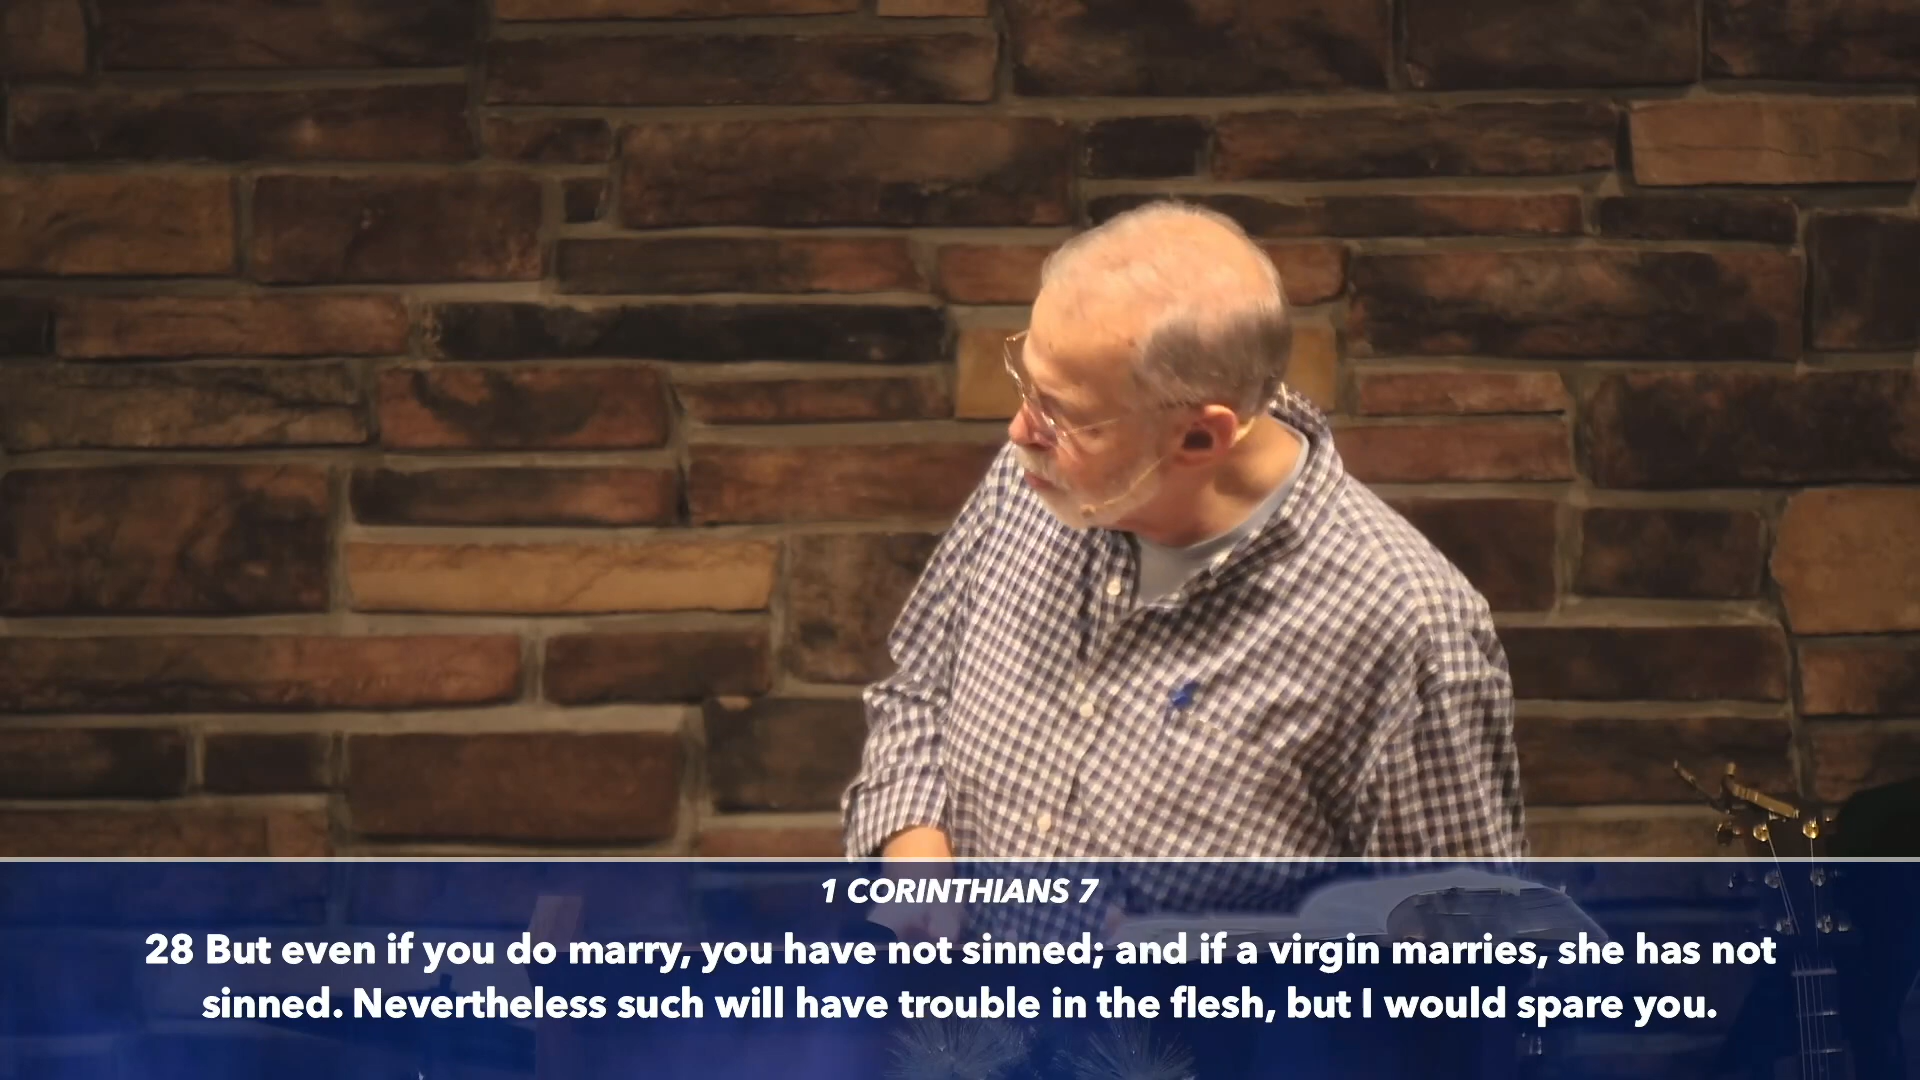 1 CORINTHIANS 7
28 But even if you do marry, you have not sinned; and if a virgin marries, she has not
sinned. Nevertheless such will have trouble in the flesh, but I would spare you.